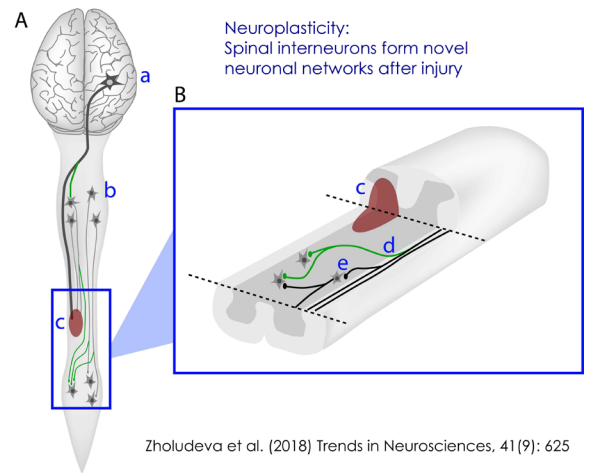 A
Neuroplasticity:
Spinal interneurons form novel
neuronal networks after injury
a
B
b
c
d
e
c
Zholudeva et al. (2018) Trends in Neurosciences, 41(9): 625